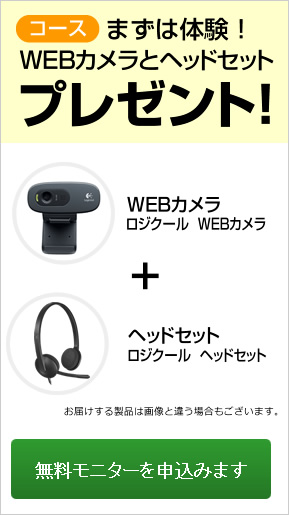 コース まずは体験！
WEBカメラとヘッドセット
プレゼント!
WEBカメラ
ロジクール WEBカメラ
+
ヘッドセット
ロジクール ヘッドセット
お届けする製品は画像と違う場合もございます。
無料モニターを申込みます